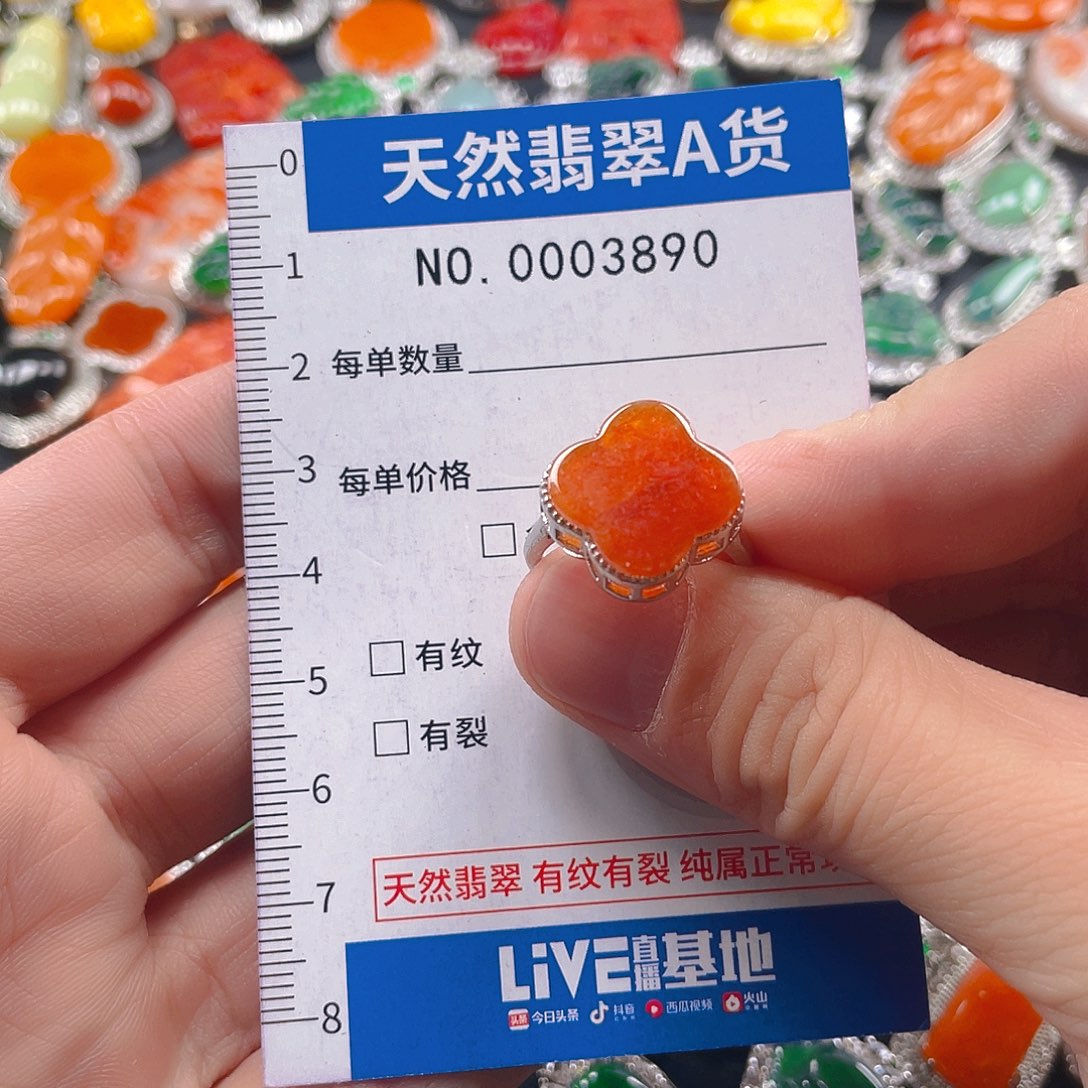 天然翡翠A货
NO. 0003890
0
1
2
每单数量
3
每单价格
4
有纹
5
有裂
6
7
天然翡翠 有纹有裂 纯属正常
8
LiVE直播基地
头条 今日头条 抖音 西瓜视频 火山